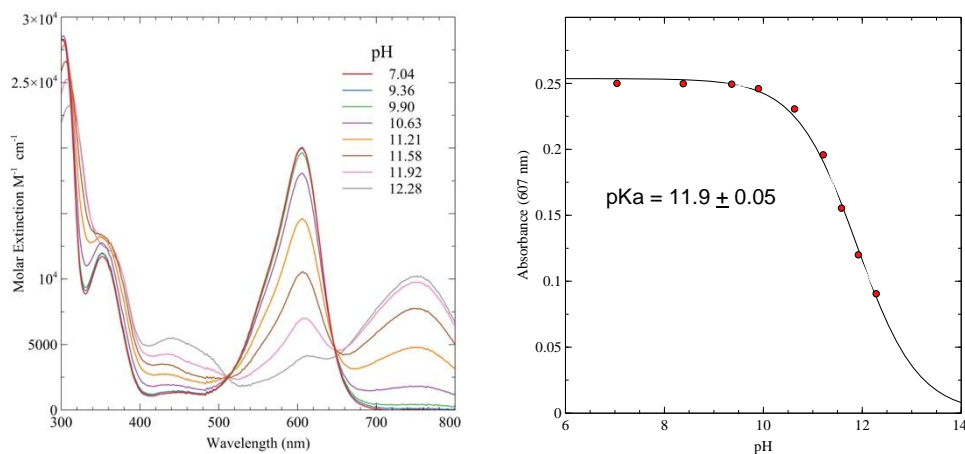 3×10⁴
2.5×10⁴
10⁴
5000
0
Molar Extinction M⁻¹ cm⁻¹
300 400 500 600 700 800
Wavelength (nm)
pH
7.04
9.36
9.90
10.63
11.21
11.58
11.92
12.28
0.25
0.2
0.15
0.1
0.05
0
Absorbance (607 nm)
pKa = 11.9 ± 0.05
6 8 10 12 14
pH